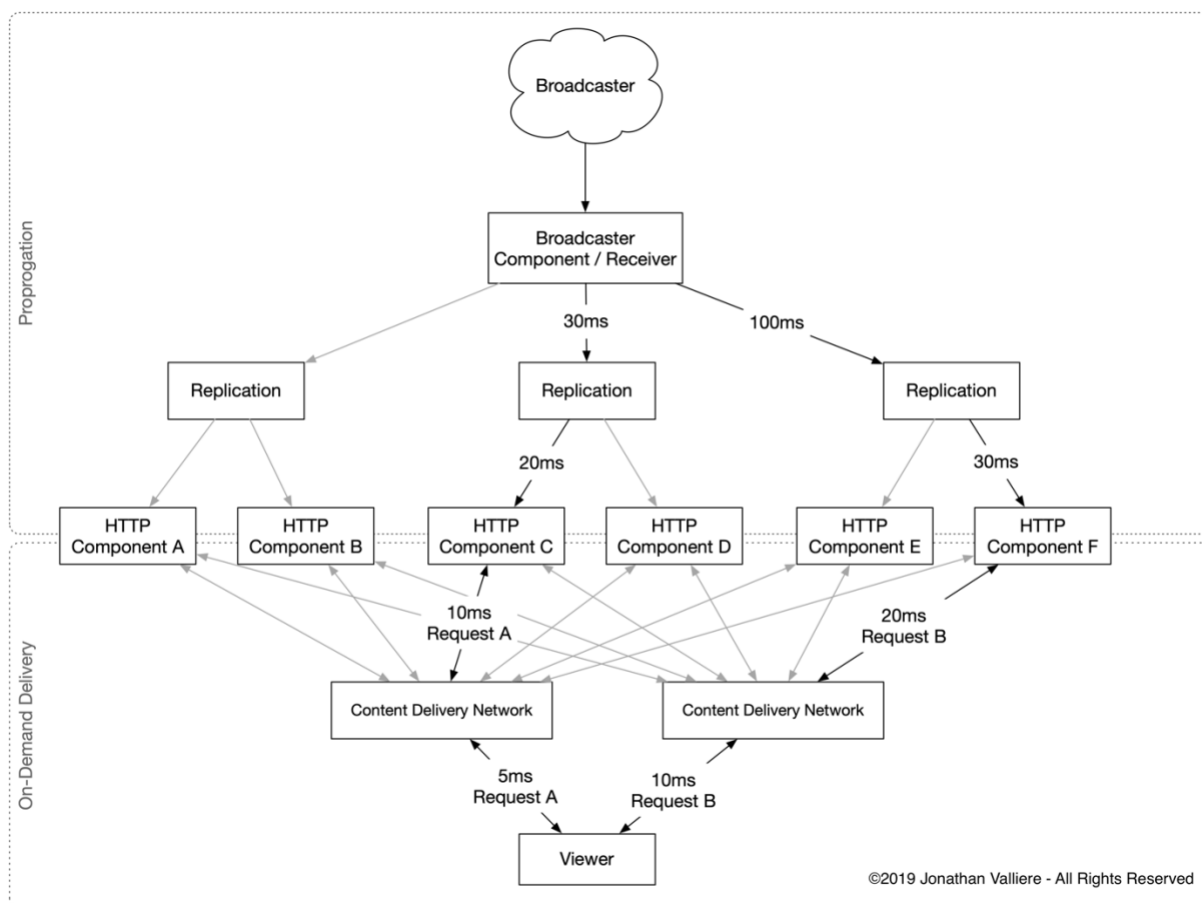 Broadcaster
Proprogation
Broadcaster
Component / Receiver
30ms
100ms
Replication
Replication
Replication
20ms
30ms
HTTP
Component A
HTTP
Component B
HTTP
Component C
HTTP
Component D
HTTP
Component E
HTTP
Component F
On-Demand Delivery
10ms
Request A
20ms
Request B
Content Delivery Network
Content Delivery Network
5ms
Request A
10ms
Request B
Viewer
©2019 Jonathan Valliere - All Rights Reserved